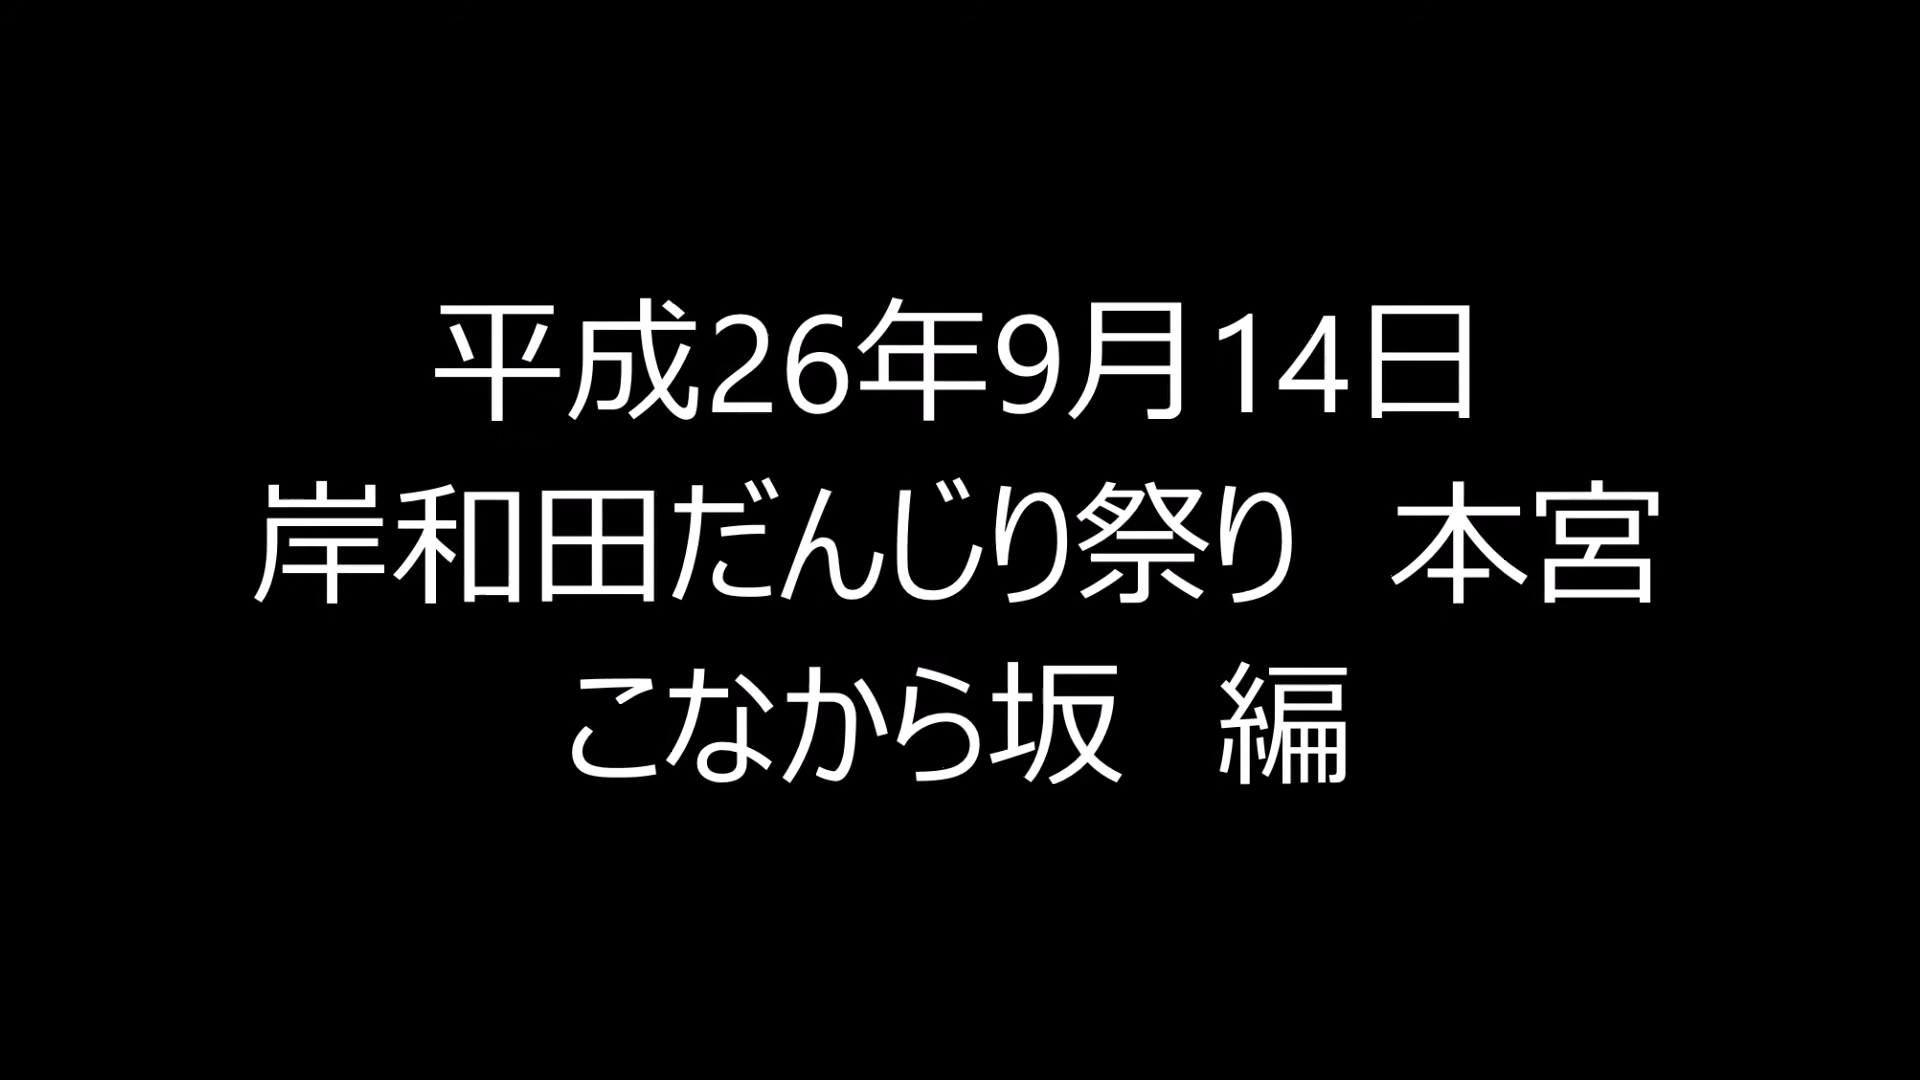 平成26年9月14日
岸和田だんじり祭り　本宮
こなから坂　編